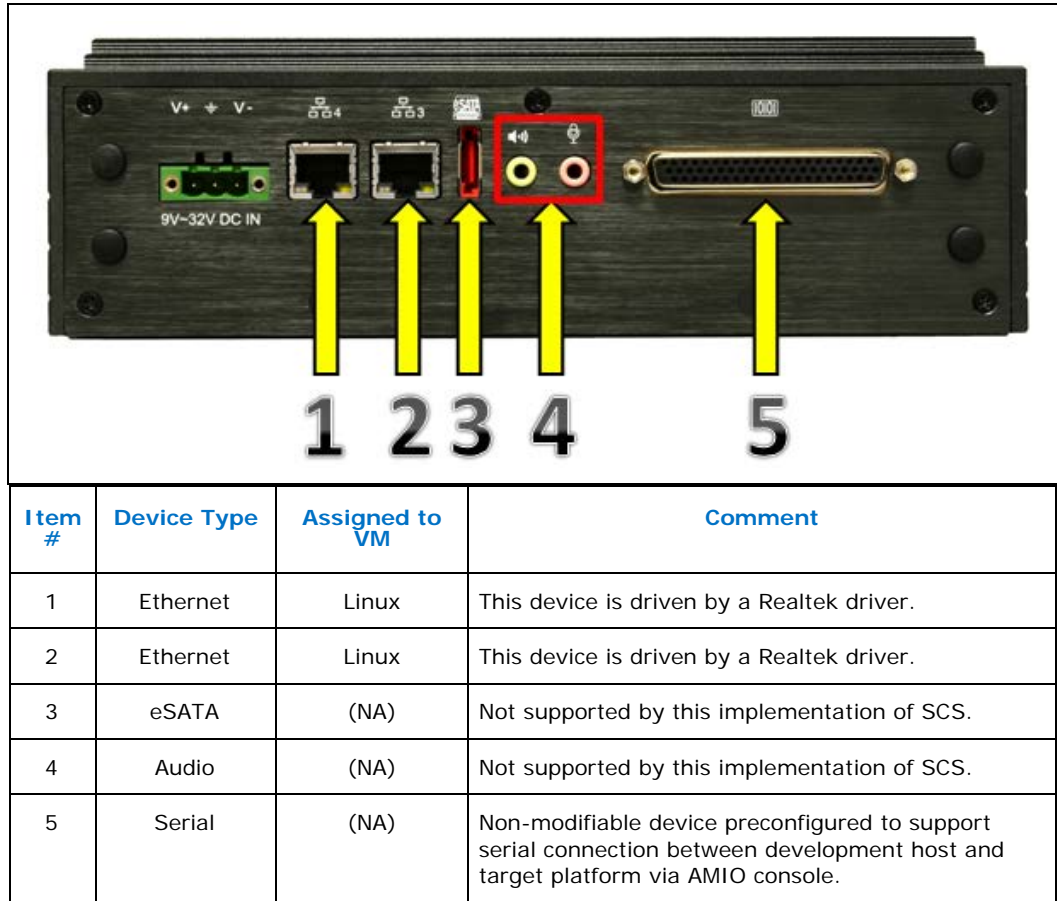 V+ V-
4
3
eSATA
|O|O|
9V~32V DC IN
1 2 3 4 5
Item # Device Type Assigned to VM Comment
1 Ethernet Linux This device is driven by a Realtek driver.
2 Ethernet Linux This device is driven by a Realtek driver.
3 eSATA (NA) Not supported by this implementation of SCS.
4 Audio (NA) Not supported by this implementation of SCS.
5 Serial (NA) Non-modifiable device preconfigured to support
serial connection between development host and
target platform via AMIO console.